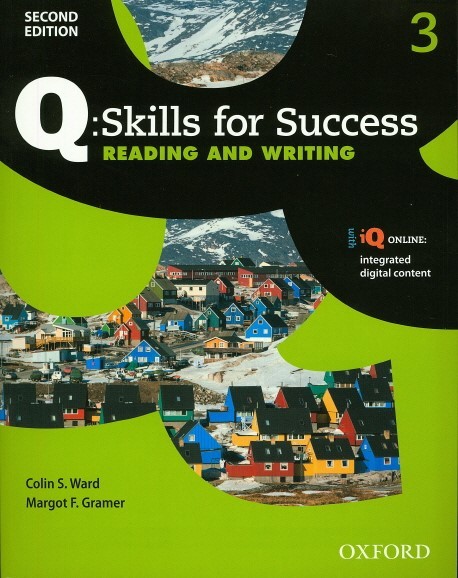 SECOND
EDITION
3
Q:Skills for Success
READING AND WRITING
with iQ ONLINE:
integrated
digital content
Colin S. Ward
Margot F. Gramer
OXFORD